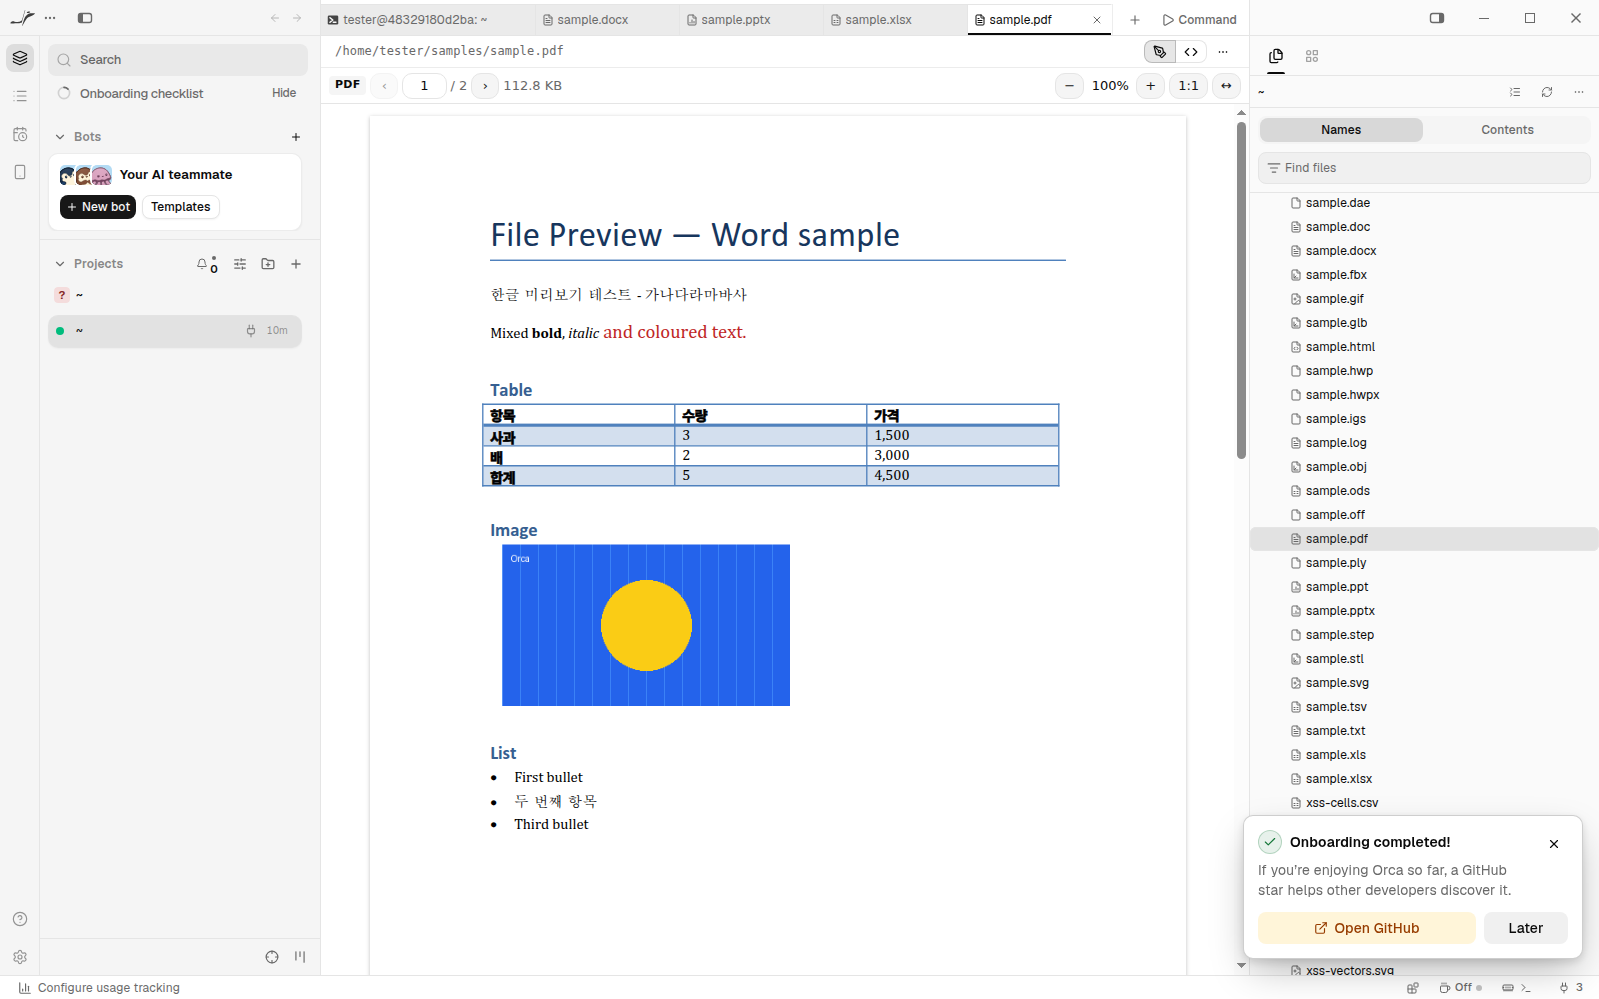 tester@48329180d2ba: ~
sample.docx
sample.pptx
sample.xlsx
sample.pdf
Command
Search
Onboarding checklist
Hide
Bots
Your AI teammate
New bot
Templates
Projects
0
? ~
~
10m
/home/tester/samples/sample.pdf
PDF
1
/ 2
112.8 KB
100%
1:1
File Preview — Word sample
한글 미리보기 테스트 - 가나다라마바사
Mixed bold, italic and coloured text.
Table
항목 수량 가격
사과 3 1,500
배 2 3,000
합계 5 4,500
Image
Orca
List
• First bullet
• 두 번째 항목
• Third bullet
~
Names
Contents
Find files
sample.dae
sample.doc
sample.docx
sample.fbx
sample.gif
sample.glb
sample.html
sample.hwp
sample.hwpx
sample.igs
sample.log
sample.obj
sample.ods
sample.off
sample.pdf
sample.ply
sample.ppt
sample.pptx
sample.step
sample.stl
sample.svg
sample.tsv
sample.txt
sample.xls
sample.xlsx
xss-cells.csv
Onboarding completed!
If you're enjoying Orca so far, a GitHub
star helps other developers discover it.
Open GitHub
Later
xss-vectors.svg
Configure usage tracking
Off
3